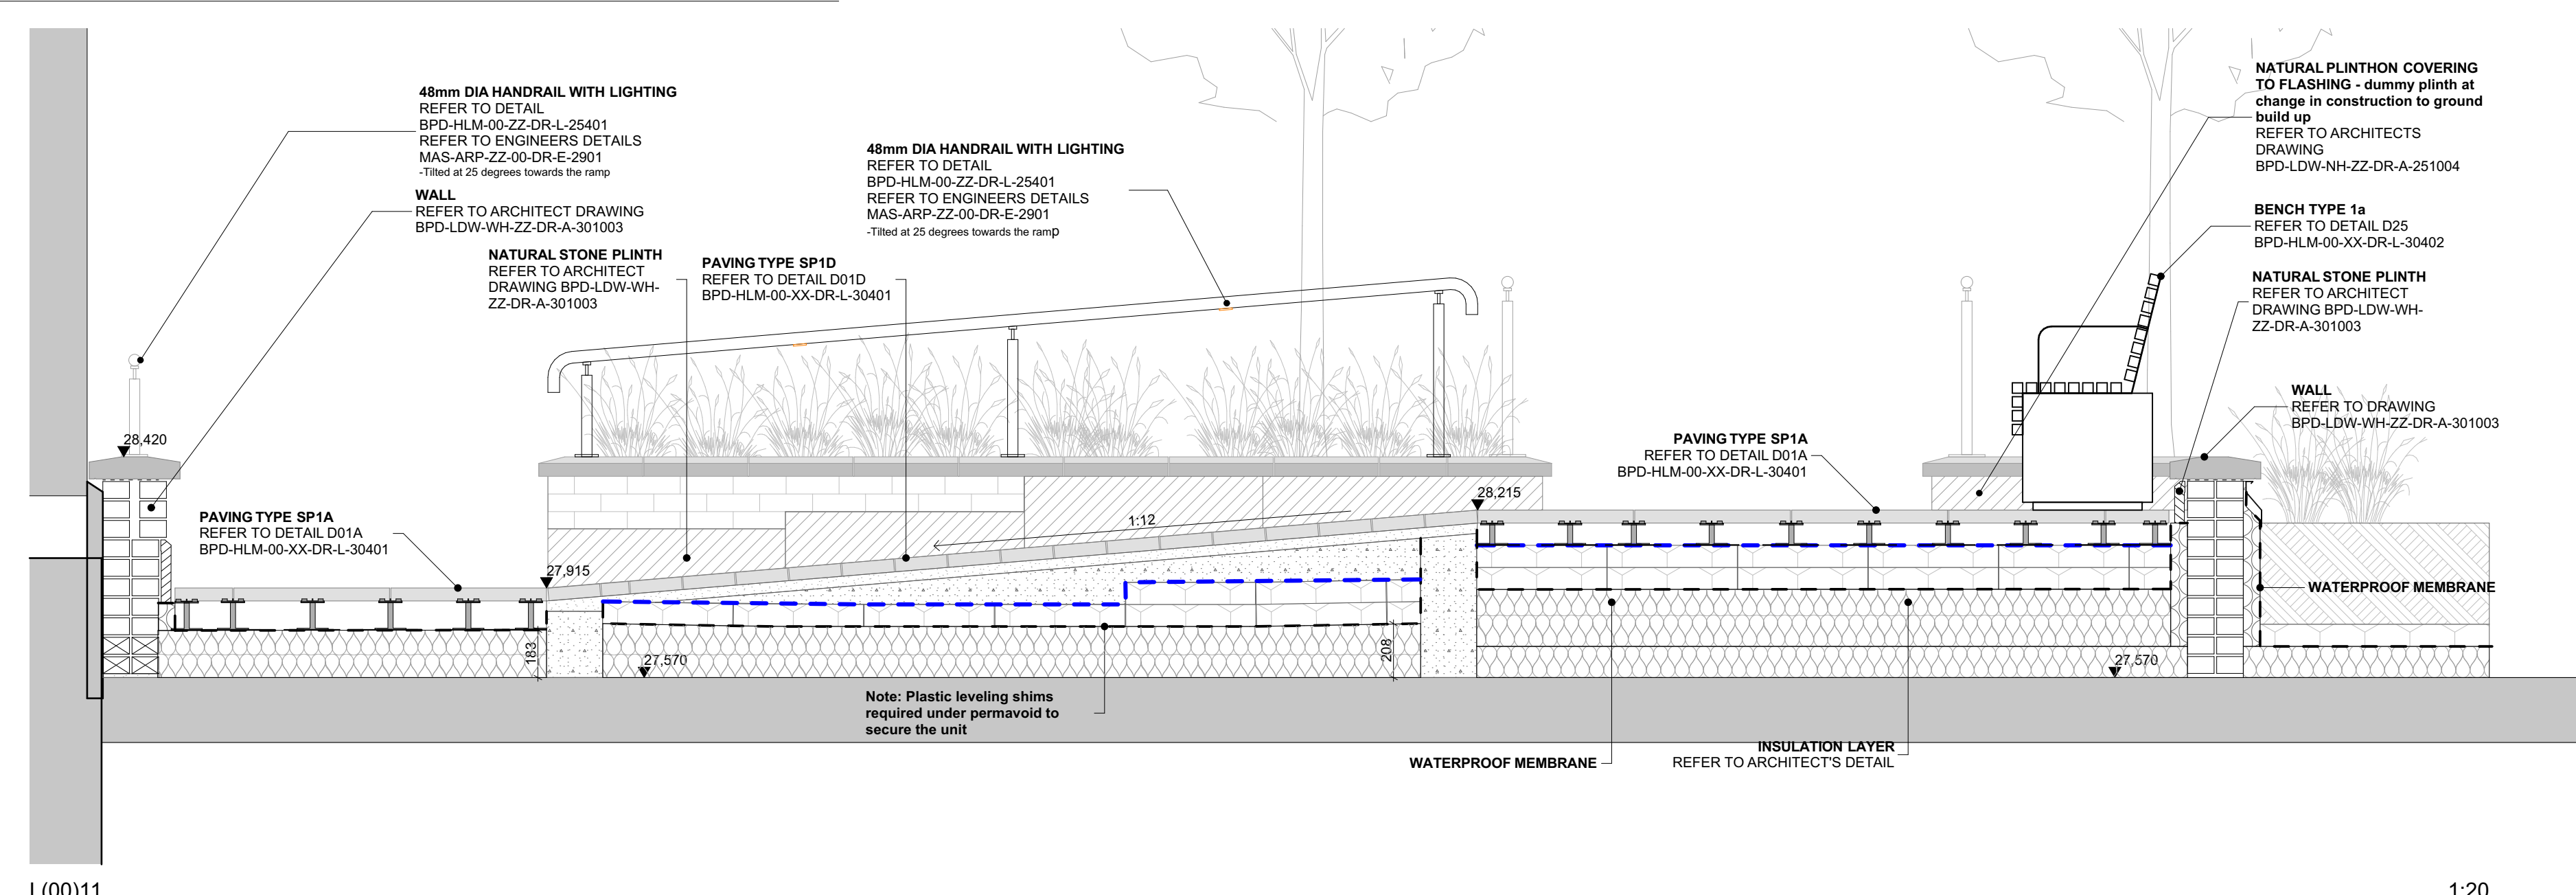 48mm DIA HANDRAIL WITH LIGHTING
REFER TO DETAIL
BPD-HLM-00-ZZ-DR-L-25401
REFER TO ENGINEERS DETAILS
MAS-ARP-ZZ-00-DR-E-2901
-Tilted at 25 degrees towards the ramp
WALL
REFER TO ARCHITECT DRAWING
BPD-LDW-WH-ZZ-DR-A-301003
NATURAL STONE PLINTH
REFER TO ARCHITECT
DRAWING BPD-LDW-WH-
ZZ-DR-A-301003
PAVING TYPE SP1D
REFER TO DETAIL D01D
BPD-HLM-00-XX-DR-L-30401
48mm DIA HANDRAIL WITH LIGHTING
REFER TO DETAIL
BPD-HLM-00-ZZ-DR-L-25401
REFER TO ENGINEERS DETAILS
MAS-ARP-ZZ-00-DR-E-2901
-Tilted at 25 degrees towards the ramp
NATURAL PLINTHON COVERING
TO FLASHING - dummy plinth at
change in construction to ground
build up
REFER TO ARCHITECTS
DRAWING
BPD-LDW-NH-ZZ-DR-A-251004
BENCH TYPE 1a
REFER TO DETAIL D25
BPD-HLM-00-XX-DR-L-30402
NATURAL STONE PLINTH
REFER TO ARCHITECT
DRAWING BPD-LDW-WH-
ZZ-DR-A-301003
WALL
REFER TO DRAWING
BPD-LDW-WH-ZZ-DR-A-301003
28,420
PAVING TYPE SP1A
REFER TO DETAIL D01A
BPD-HLM-00-XX-DR-L-30401
PAVING TYPE SP1A
REFER TO DETAIL D01A
BPD-HLM-00-XX-DR-L-30401
28,215
1:12
27,915
WATERPROOF MEMBRANE
183
27,570
208
27,570
Note: Plastic leveling shims
required under permavoid to
secure the unit
WATERPROOF MEMBRANE
INSULATION LAYER
REFER TO ARCHITECT'S DETAIL
L(00)11
1:20